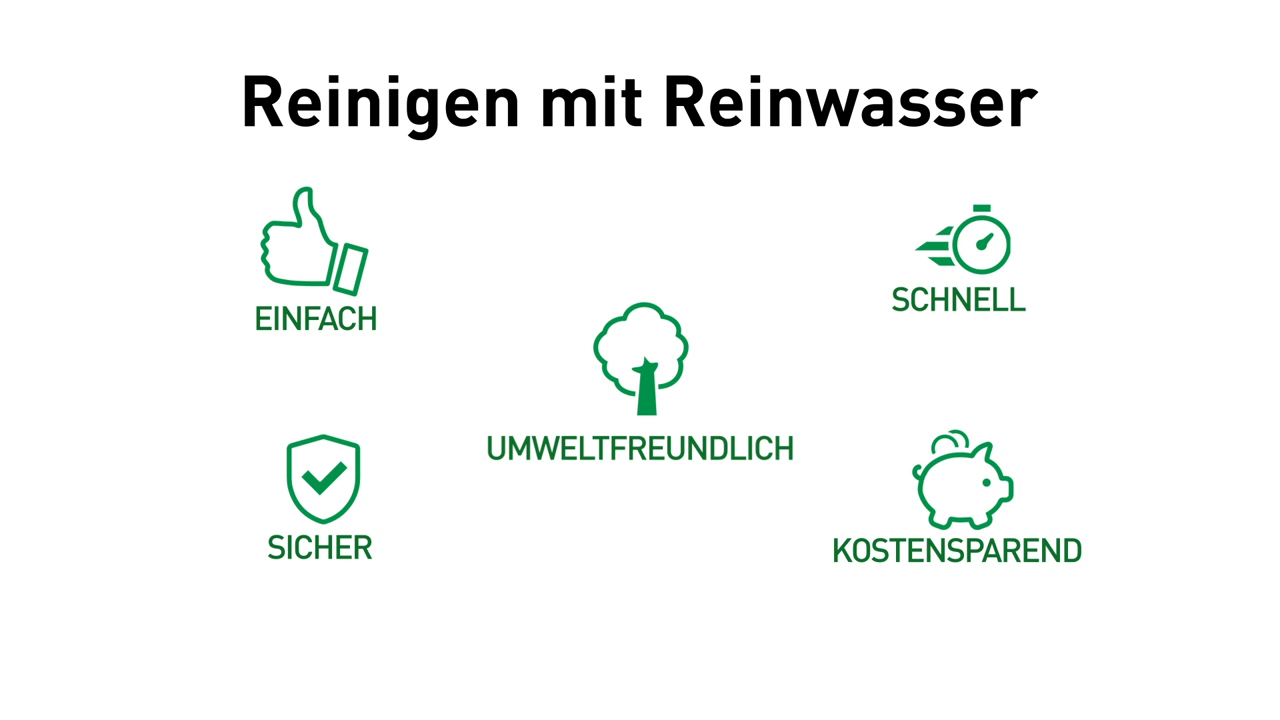 Reinigen mit Reinwasser
EINFACH
SCHNELL
UMWELTFREUNDLICH
SICHER
KOSTENSPAREND